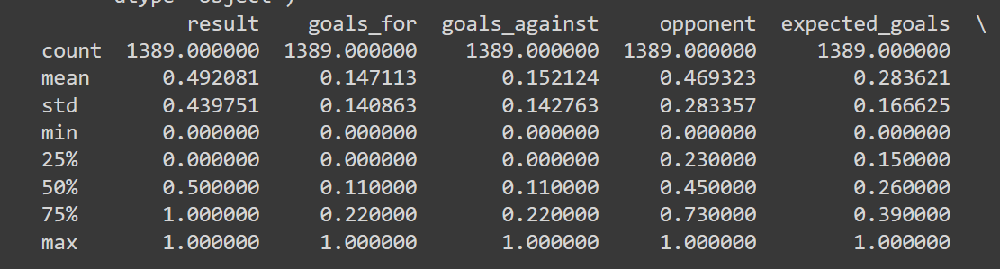 dtype='object')
result goals_for goals_against opponent expected_goals \
count 1389.000000 1389.000000 1389.000000 1389.000000 1389.000000
mean 0.492081 0.147113 0.152124 0.469323 0.283621
std 0.439751 0.140863 0.142763 0.283357 0.166625
min 0.000000 0.000000 0.000000 0.000000 0.000000
25% 0.000000 0.000000 0.000000 0.230000 0.150000
50% 0.500000 0.110000 0.110000 0.450000 0.260000
75% 1.000000 0.220000 0.220000 0.730000 0.390000
max 1.000000 1.000000 1.000000 1.000000 1.000000